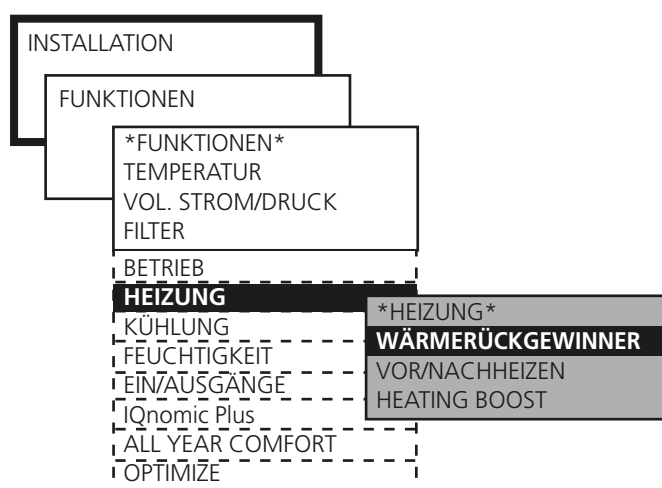 INSTALLATION
FUNKTIONEN
*FUNKTIONEN*
TEMPERATUR
VOL. STROM/DRUCK
FILTER
BETRIEB
HEIZUNG
KÜHLUNG
FEUCHTIGKEIT
EIN/AUSGÄNGE
IQnomic Plus
ALL YEAR COMFORT
OPTIMIZE
*HEIZUNG*
WÄRMERÜCKGEWINNER
VOR/NACHHEIZEN
HEATING BOOST